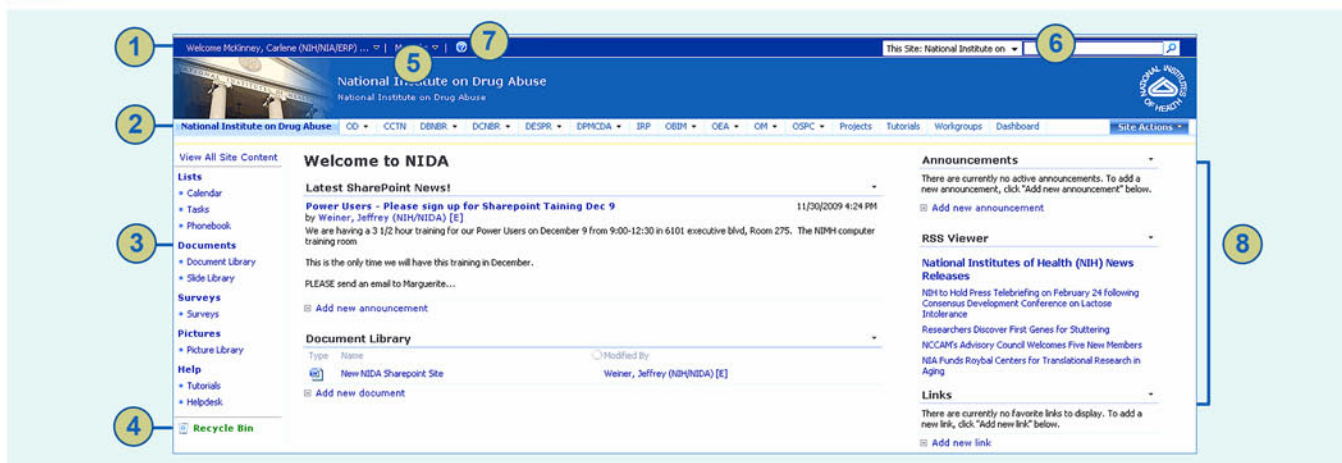 1
7
5
6
Welcome McKinney, Carlene (NIH/NIA/ERP) ...
This Site: National Institute on
National Institute on Drug Abuse
National Institute on Drug Abuse
NATIONAL INSTITUTES OF HEALTH
2
National Institute on Drug Abuse OD CCTN DBNBR DCNBR DESPR DPMCDA IRP OBIM OEA OM OSPC Projects Tutorials Workgroups Dashboard Site Actions
3
View All Site Content
Lists
Calendar
Tasks
Phonebook
Documents
Document Library
Slide Library
Surveys
Surveys
Pictures
Picture Library
Help
Tutorials
Helpdesk
4
Recycle Bin
Welcome to NIDA
Latest SharePoint News!
Power Users - Please sign up for Sharepoint Taining Dec 9 11/30/2009 4:24 PM
by Weiner, Jeffrey (NIH/NIDA) [E]
We are having a 3 1/2 hour training for our Power Users on December 9 from 9:00-12:30 in 6101 executive blvd, Room 275. The NIMH computer
training room
This is the only time we will have this training in December.
PLEASE send an email to Marguerite...
Add new announcement
Document Library
Type Name Modified By
New NIDA Sharepoint Site Weiner, Jeffrey (NIH/NIDA) [E]
Add new document
Announcements
There are currently no active announcements. To add a
new announcement, click "Add new announcement" below.
Add new announcement
RSS Viewer
National Institutes of Health (NIH) News
Releases
NIH to Hold Press Telebriefing on February 24 following
Consensus Development Conference on Lactose
Intolerance
Researchers Discover First Genes for Stuttering
NCCAM's Advisory Council Welcomes Five New Members
NIA Funds Roybal Centers for Translational Research in
Aging
Links
There are currently no favorite links to display. To add a
new link, click "Add new link" below.
Add new link
8